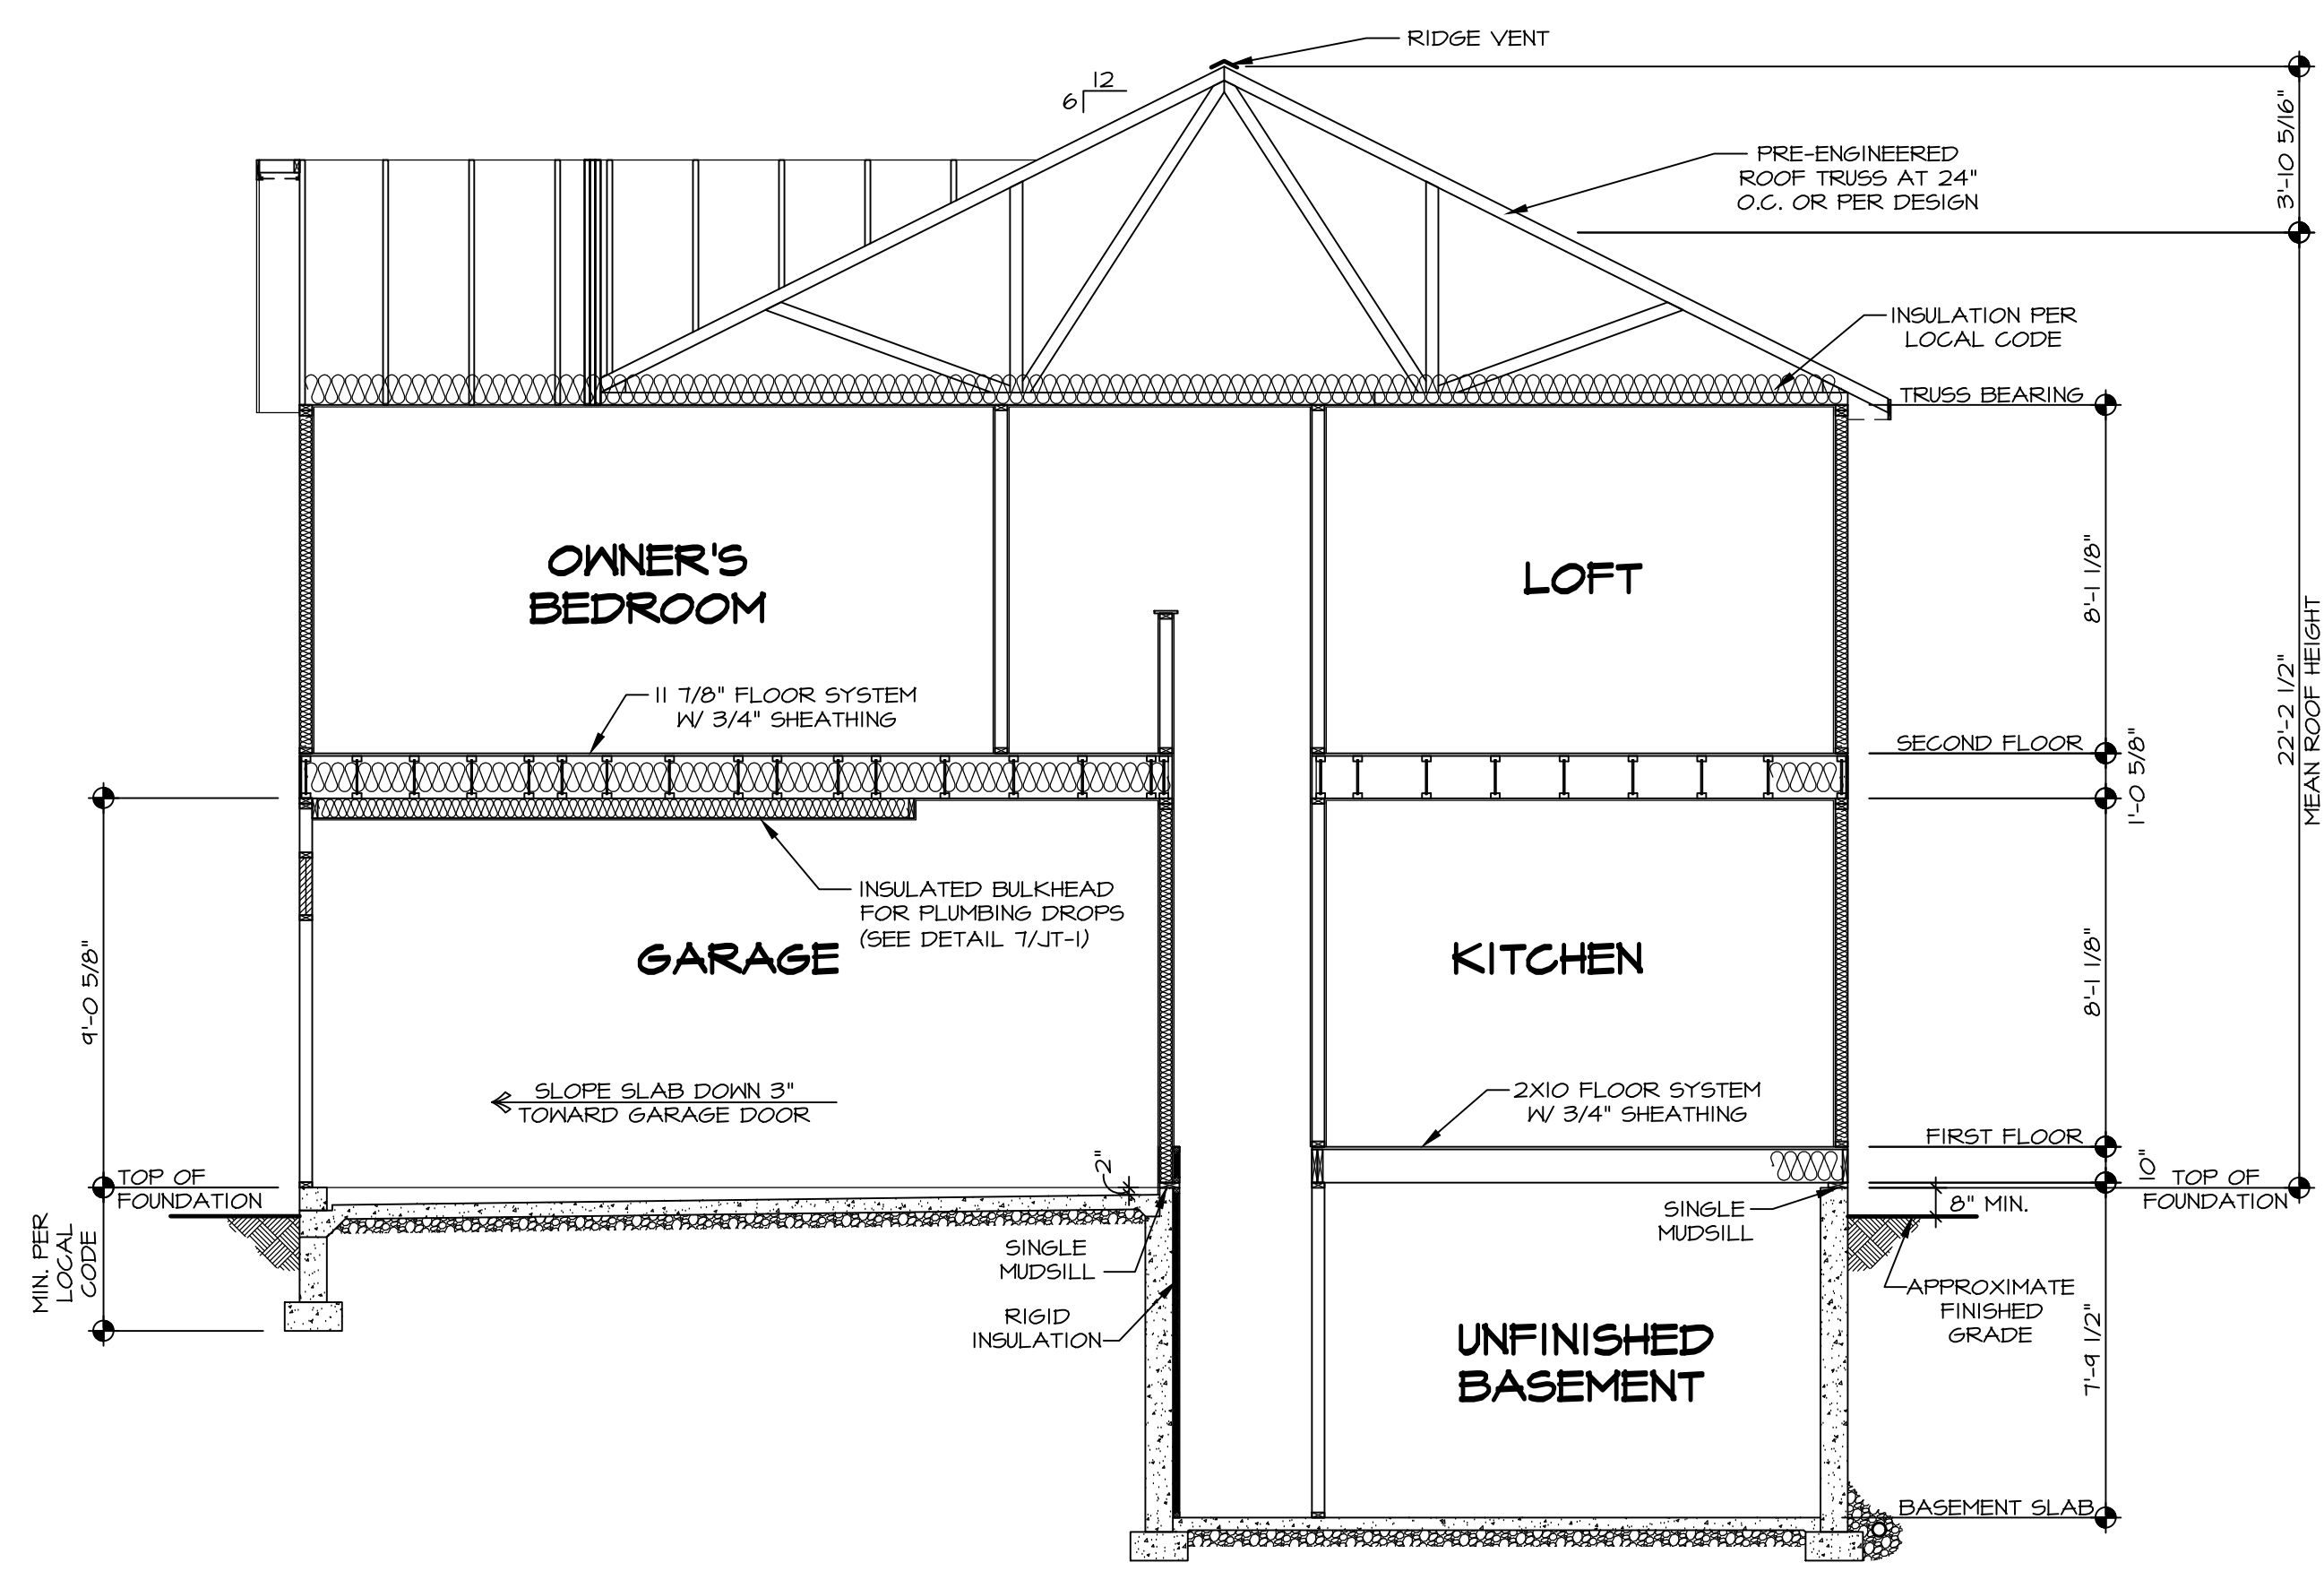 RIDGE VENT
12
6
3'-10 5/16"
PRE-ENGINEERED
ROOF TRUSS AT 24"
O.C. OR PER DESIGN
INSULATION PER
LOCAL CODE
TRUSS BEARING
OWNER'S
BEDROOM
LOFT
8'-1 1/8"
22'-2 1/2"
MEAN ROOF HEIGHT
11 7/8" FLOOR SYSTEM
W/ 3/4" SHEATHING
SECOND FLOOR
1'-0 5/8"
INSULATED BULKHEAD
FOR PLUMBING DROPS
(SEE DETAIL 7/JT-1)
9'-0 5/8"
GARAGE
KITCHEN
8'-1 1/8"
SLOPE SLAB DOWN 3"
TOWARD GARAGE DOOR
2X10 FLOOR SYSTEM
W/ 3/4" SHEATHING
FIRST FLOOR
10"
TOP OF
FOUNDATION
2"
TOP OF
FOUNDATION
8" MIN.
SINGLE
MUDSILL
MIN. PER
LOCAL
CODE
SINGLE
MUDSILL
RIGID
INSULATION
APPROXIMATE
FINISHED
GRADE
UNFINISHED
BASEMENT
7'-9 1/2"
BASEMENT SLAB